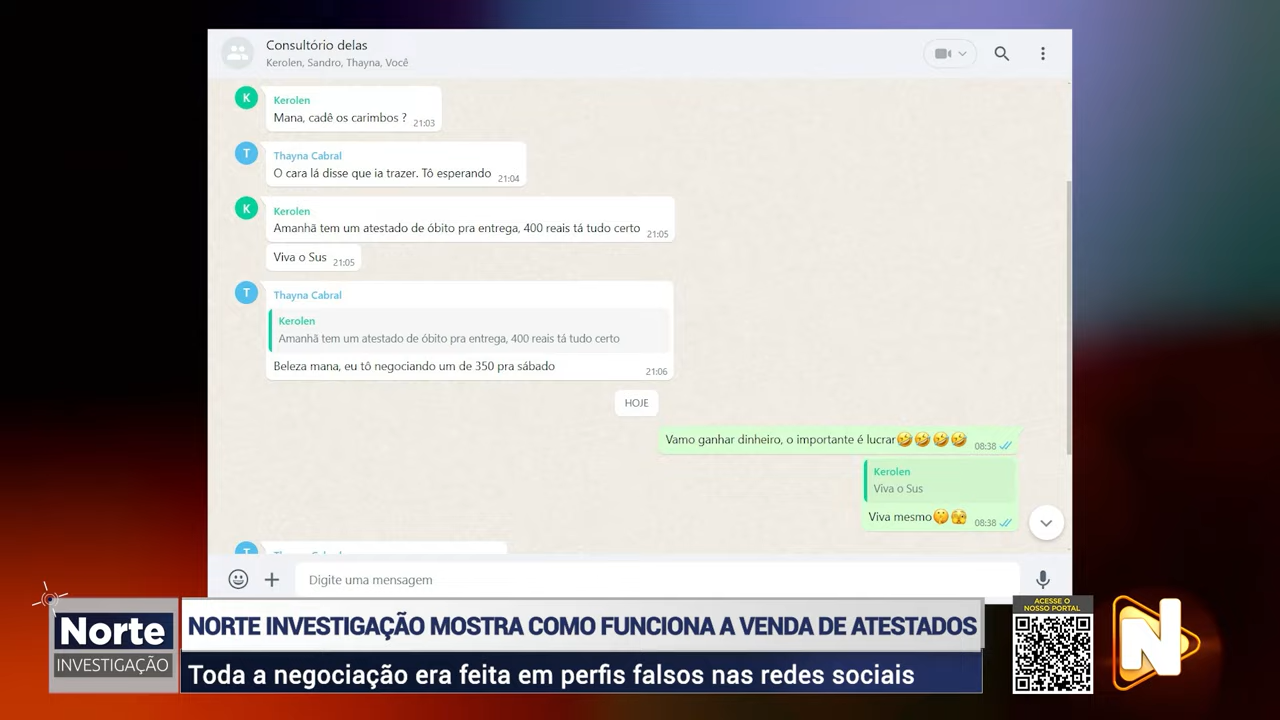 Consultório delas
Kerolen, Sandro, Thayna, Você
K
Kerolen
Mana, cadê os carimbos ? 21:03
T
Thayna Cabral
O cara lá disse que ia trazer. Tô esperando 21:04
K
Kerolen
Amanhã tem um atestado de óbito pra entrega, 400 reais tá tudo certo 21:05
Viva o Sus 21:05
T
Thayna Cabral
Kerolen
Amanhã tem um atestado de óbito pra entrega, 400 reais tá tudo certo
Beleza mana, eu tô negociando um de 350 pra sábado 21:06
HOJE
Vamo ganhar dinheiro, o importante é lucrar🤣🤣🤣🤣 08:38
Kerolen
Viva o Sus
Viva mesmo🤫🫣 08:38
Digite uma mensagem
Norte
INVESTIGAÇÃO
NORTE INVESTIGAÇÃO MOSTRA COMO FUNCIONA A VENDA DE ATESTADOS
Toda a negociação era feita em perfis falsos nas redes sociais
ACESSE O
NOSSO PORTAL
N